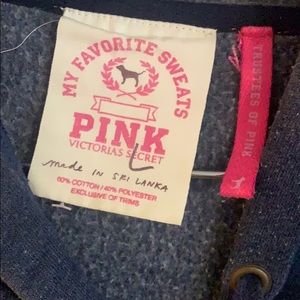 MY FAVORITE SWEATS
PINK
VICTORIA'S SECRET
L
made IN SRI LANKA
60% COTTON / 40% POLYESTER
EXCLUSIVE OF TRIMS
TRUSTEES OF PINK